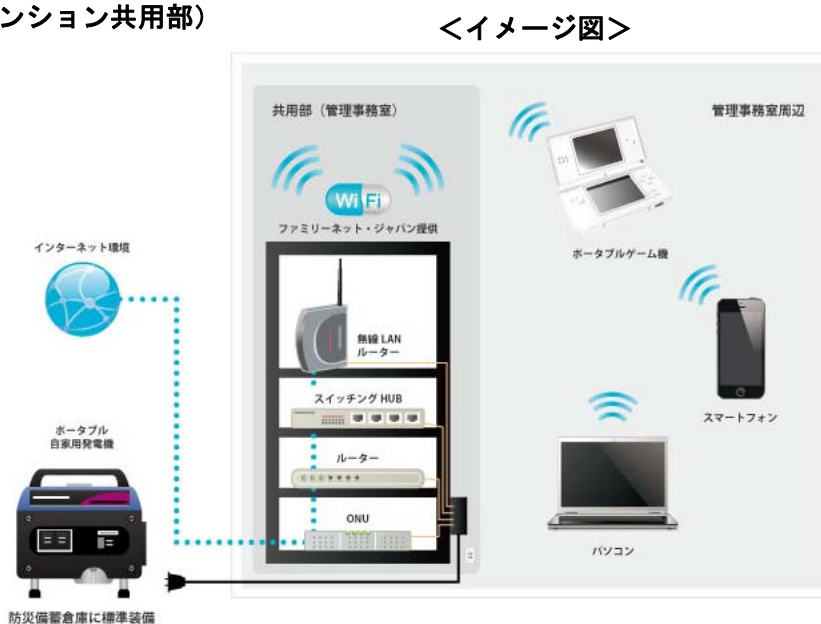 ンション共用部）
＜イメージ図＞
共用部（管理事務室）
管理事務室周辺
Wi Fi
ファミリーネット・ジャパン提供
ポータブルゲーム機
インターネット環境
無線 LAN
ルーター
スイッチング HUB
スマートフォン
ポータブル
自家用発電機
ルーター
ONU
パソコン
防災備蓄倉庫に標準装備